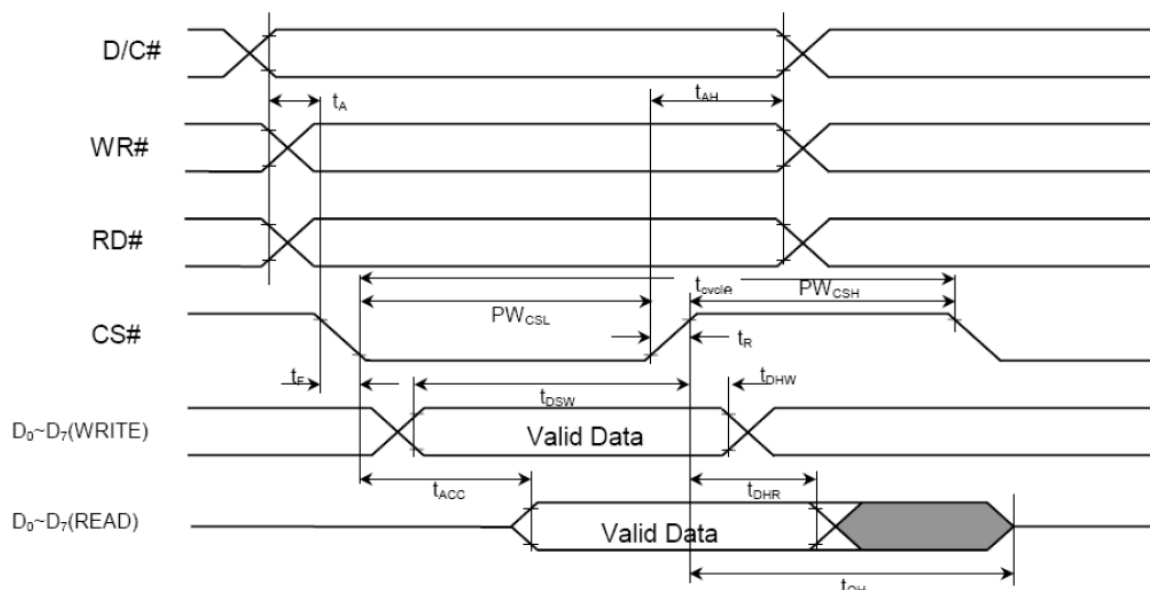 D/C#
tA
tAH
WR#
RD#
tcycle
PWCSH
PWCSL
CS#
tR
tF
tDHW
tDSW
D0~D7(WRITE)
Valid Data
tACC
tDHR
D0~D7(READ)
Valid Data
tOH